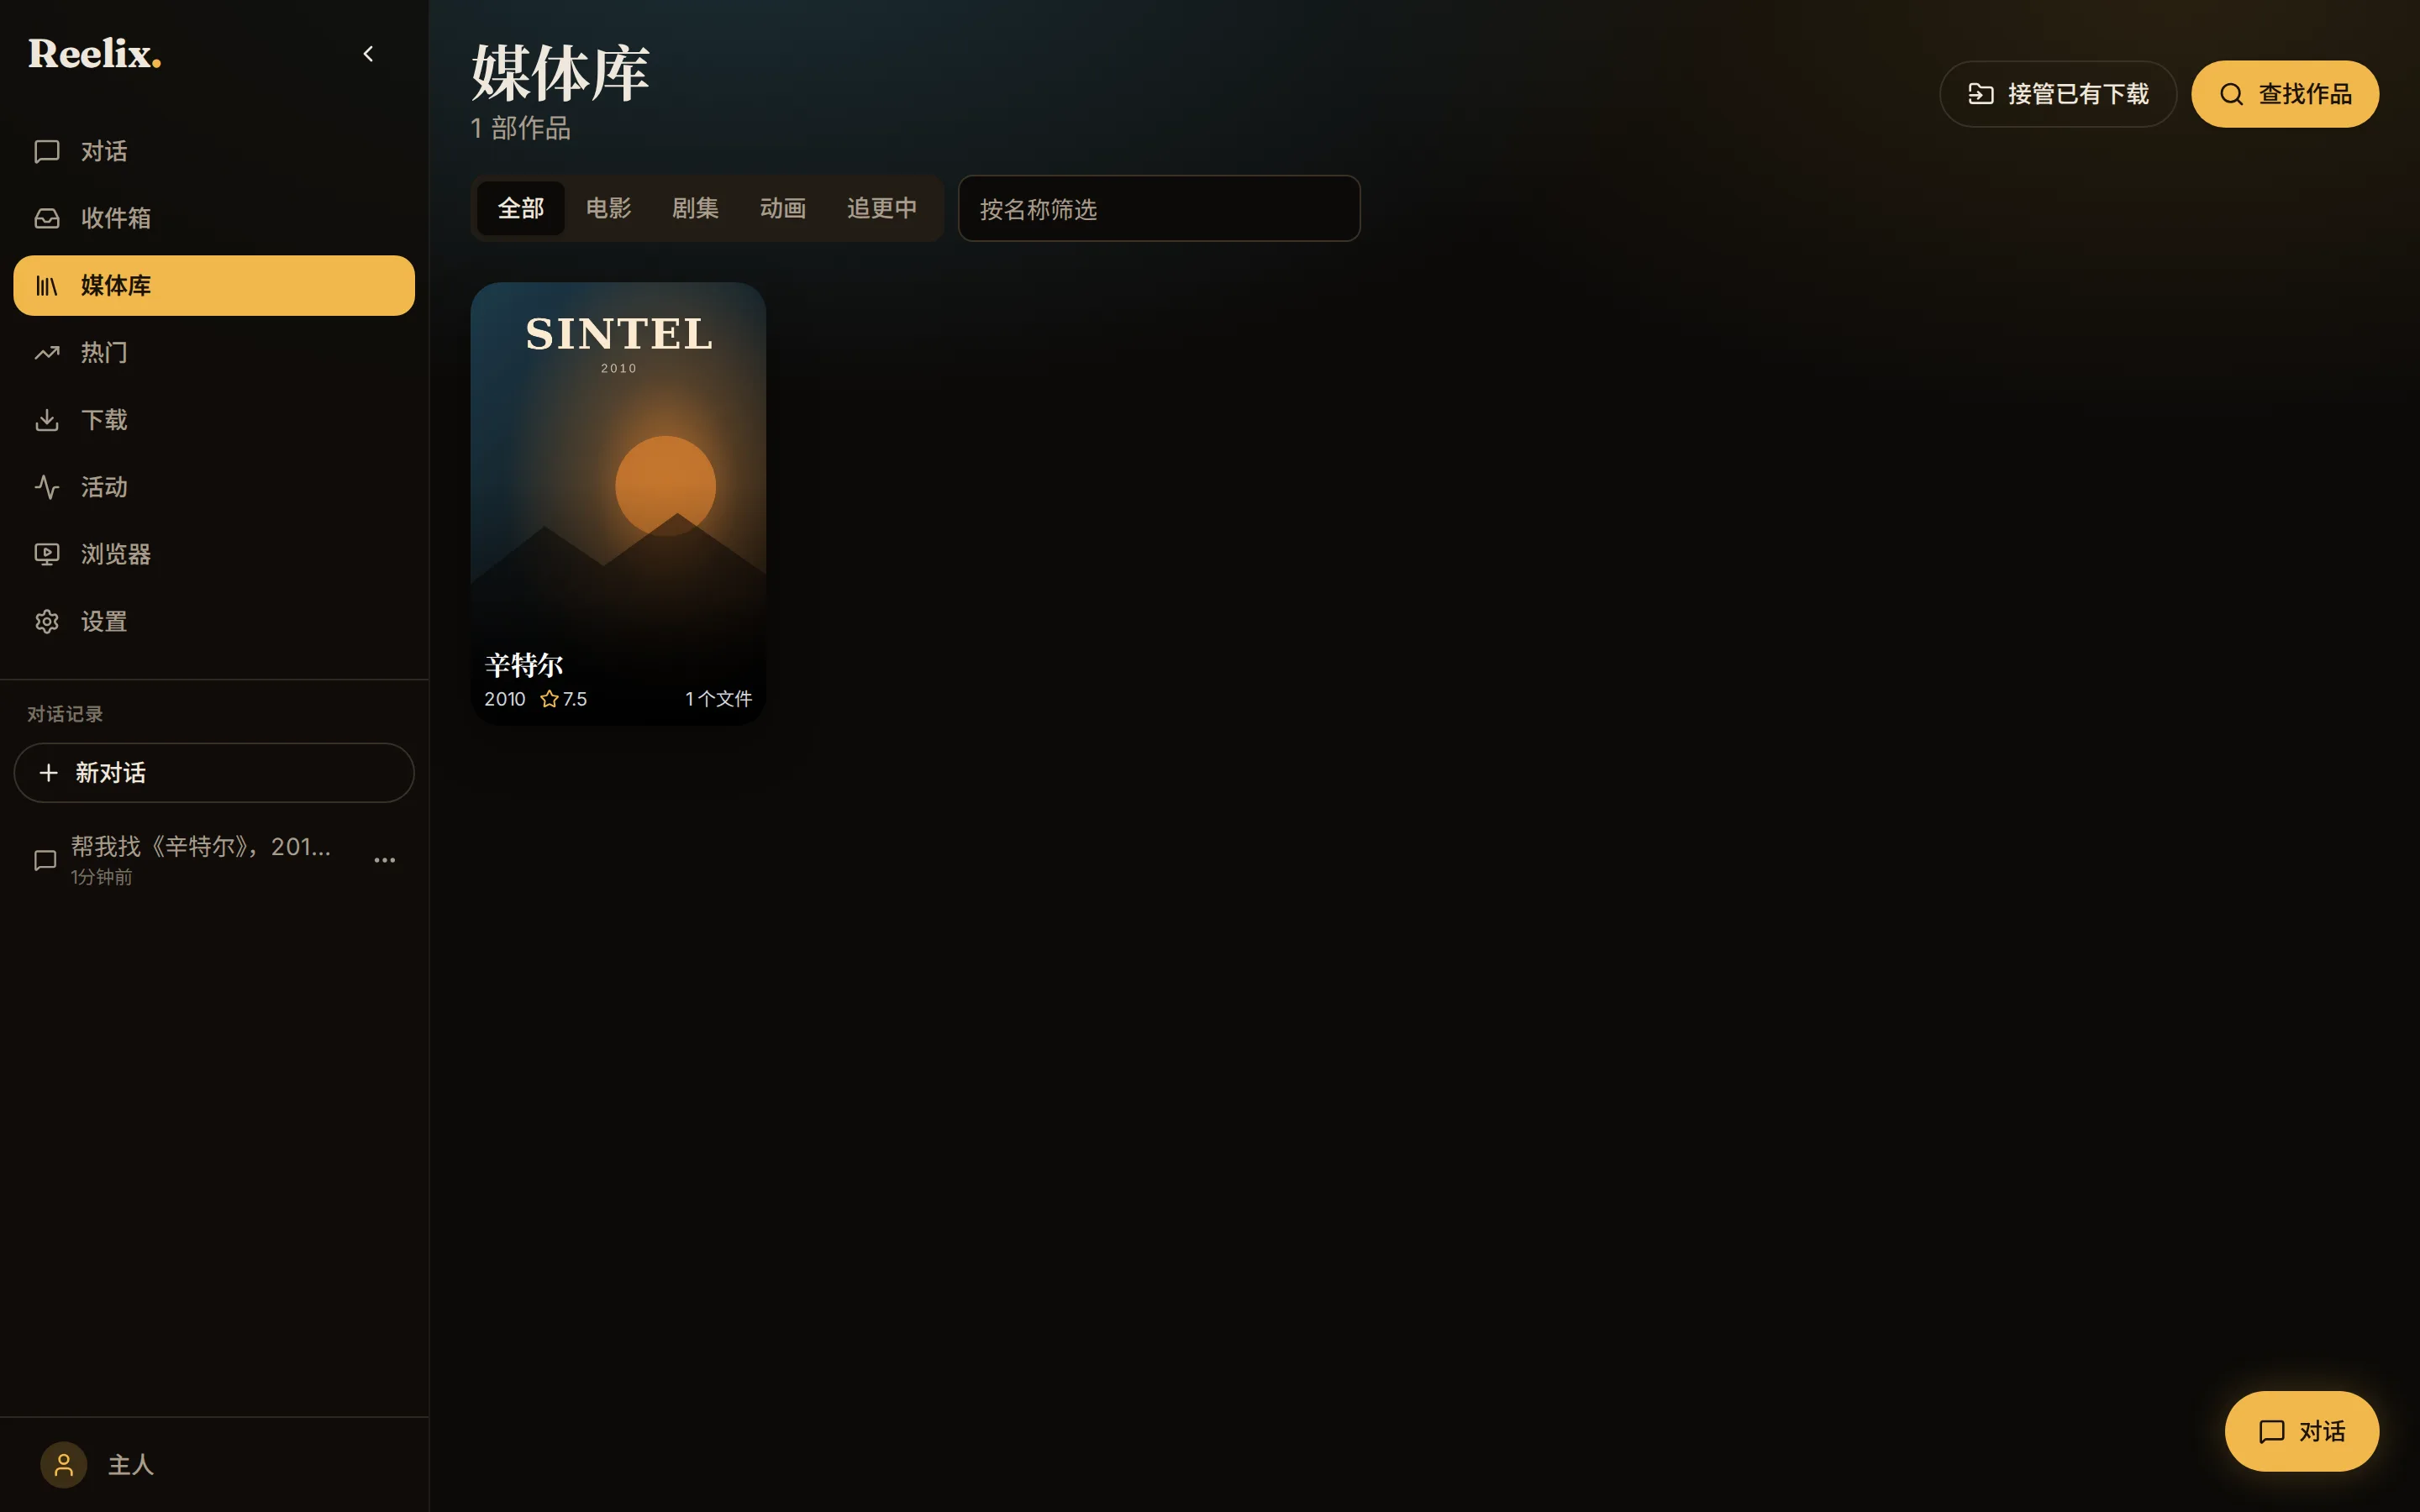 Reelix.
对话
收件箱
媒体库
热门
下载
活动
浏览器
设置
对话记录
新对话
帮我找《辛特尔》，201...
1分钟前
主人
媒体库
1 部作品
接管已有下载
查找作品
全部
电影
剧集
动画
追更中
按名称筛选
SINTEL
2010
辛特尔
2010 7.5 1 个文件
对话